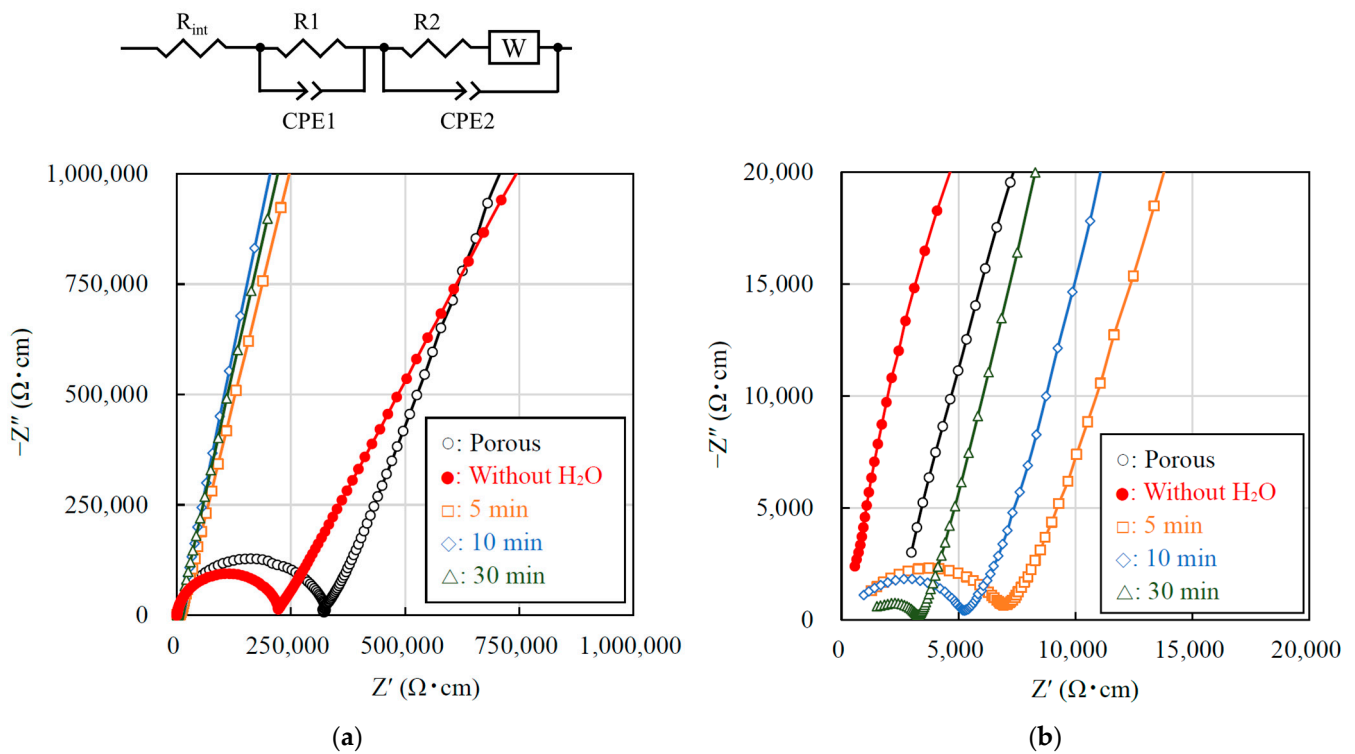 R_int R1 R2 W
CPE1 CPE2
1,000,000
750,000
500,000
250,000
0
−Z″ (Ω・cm)
○: Porous
●: Without H₂O
□: 5 min
◇: 10 min
△: 30 min
0 250,000 500,000 750,000 1,000,000
Z′ (Ω・cm)
(a)
20,000
15,000
10,000
5,000
0
−Z″ (Ω・cm)
○: Porous
●: Without H₂O
□: 5 min
◇: 10 min
△: 30 min
0 5,000 10,000 15,000 20,000
Z′ (Ω・cm)
(b)